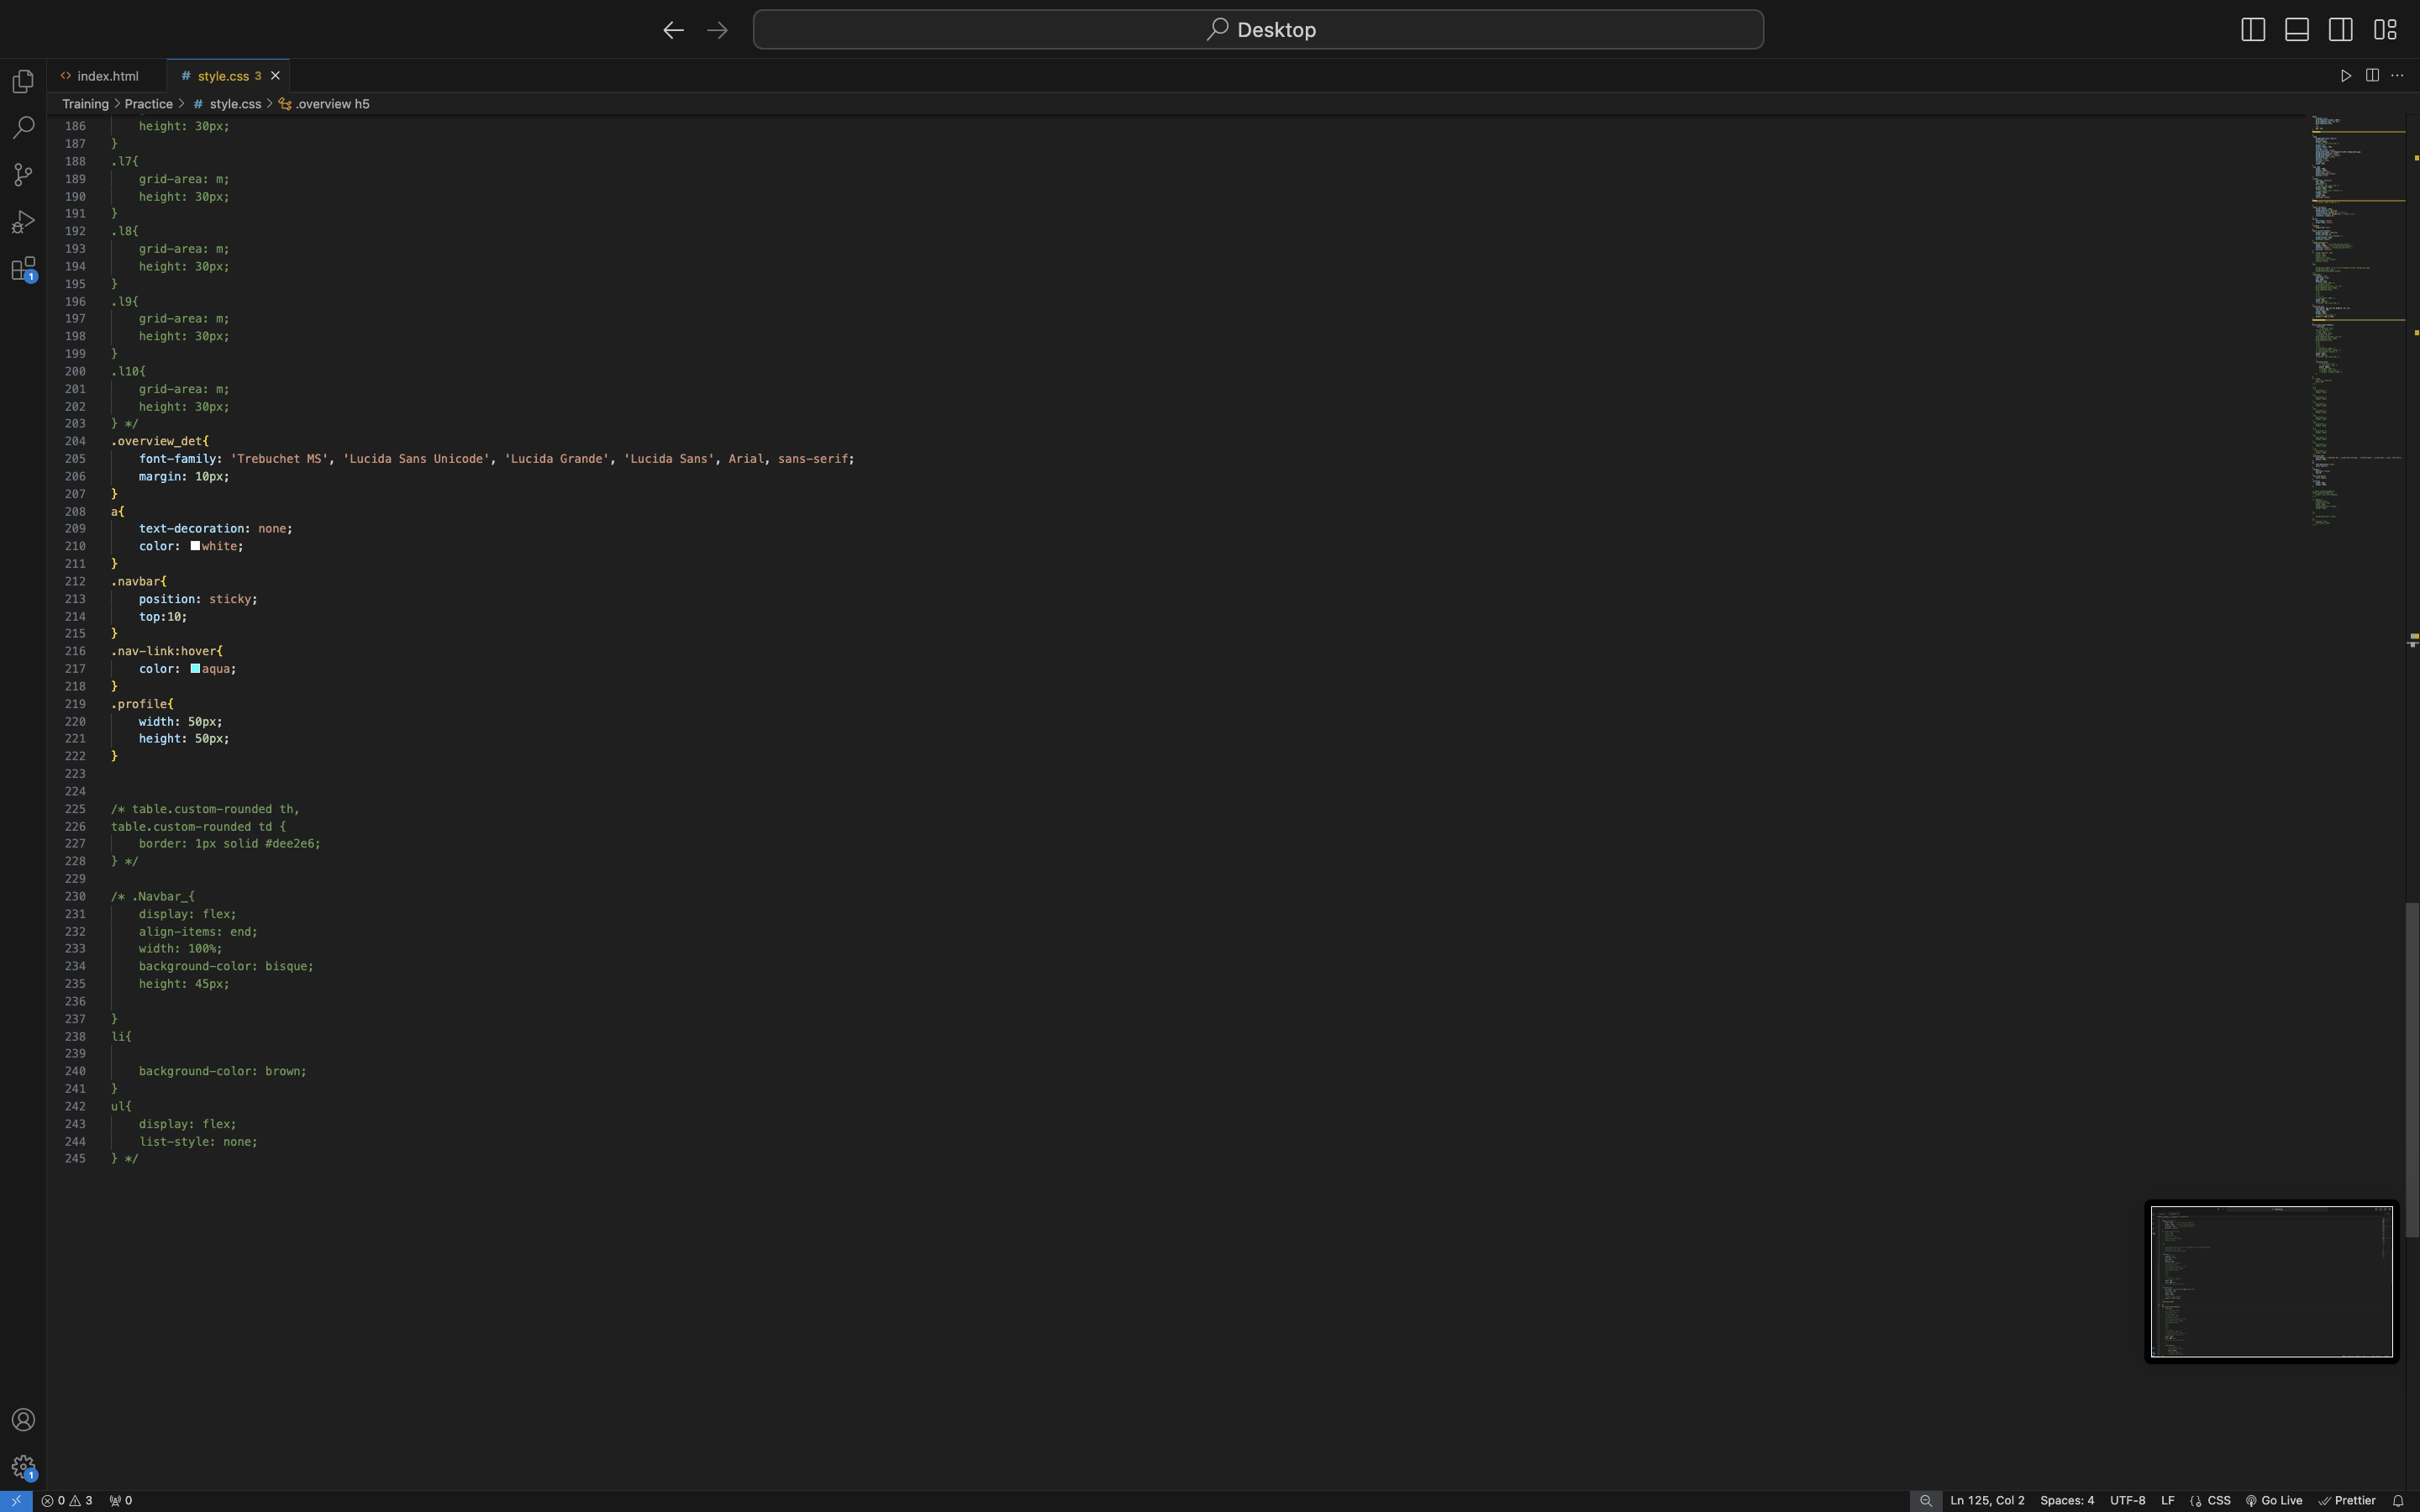 Desktop
index.html
style.css 3
Training > Practice > # style.css > .overview h5
186 height: 30px;
187 }
188 .l7{
189 grid-area: m;
190 height: 30px;
191 }
192 .l8{
193 grid-area: m;
194 height: 30px;
195 }
196 .l9{
197 grid-area: m;
198 height: 30px;
199 }
200 .l10{
201 grid-area: m;
202 height: 30px;
203 } */
204 .overview_det{
205 font-family: 'Trebuchet MS', 'Lucida Sans Unicode', 'Lucida Grande', 'Lucida Sans', Arial, sans-serif;
206 margin: 10px;
207 }
208 a{
209 text-decoration: none;
210 color: white;
211 }
212 .navbar{
213 position: sticky;
214 top:10;
215 }
216 .nav-link:hover{
217 color: aqua;
218 }
219 .profile{
220 width: 50px;
221 height: 50px;
222 }
223
224
225 /* table.custom-rounded th,
226 table.custom-rounded td {
227 border: 1px solid #dee2e6;
228 } */
229
230 /* .Navbar_{
231 display: flex;
232 align-items: end;
233 width: 100%;
234 background-color: bisque;
235 height: 45px;
236
237 }
238 li{
239
240 background-color: brown;
241 }
242 ul{
243 display: flex;
244 list-style: none;
245 } */
1
1
0 3 0
Ln 125, Col 2 Spaces: 4 UTF-8 LF {} CSS Go Live Prettier